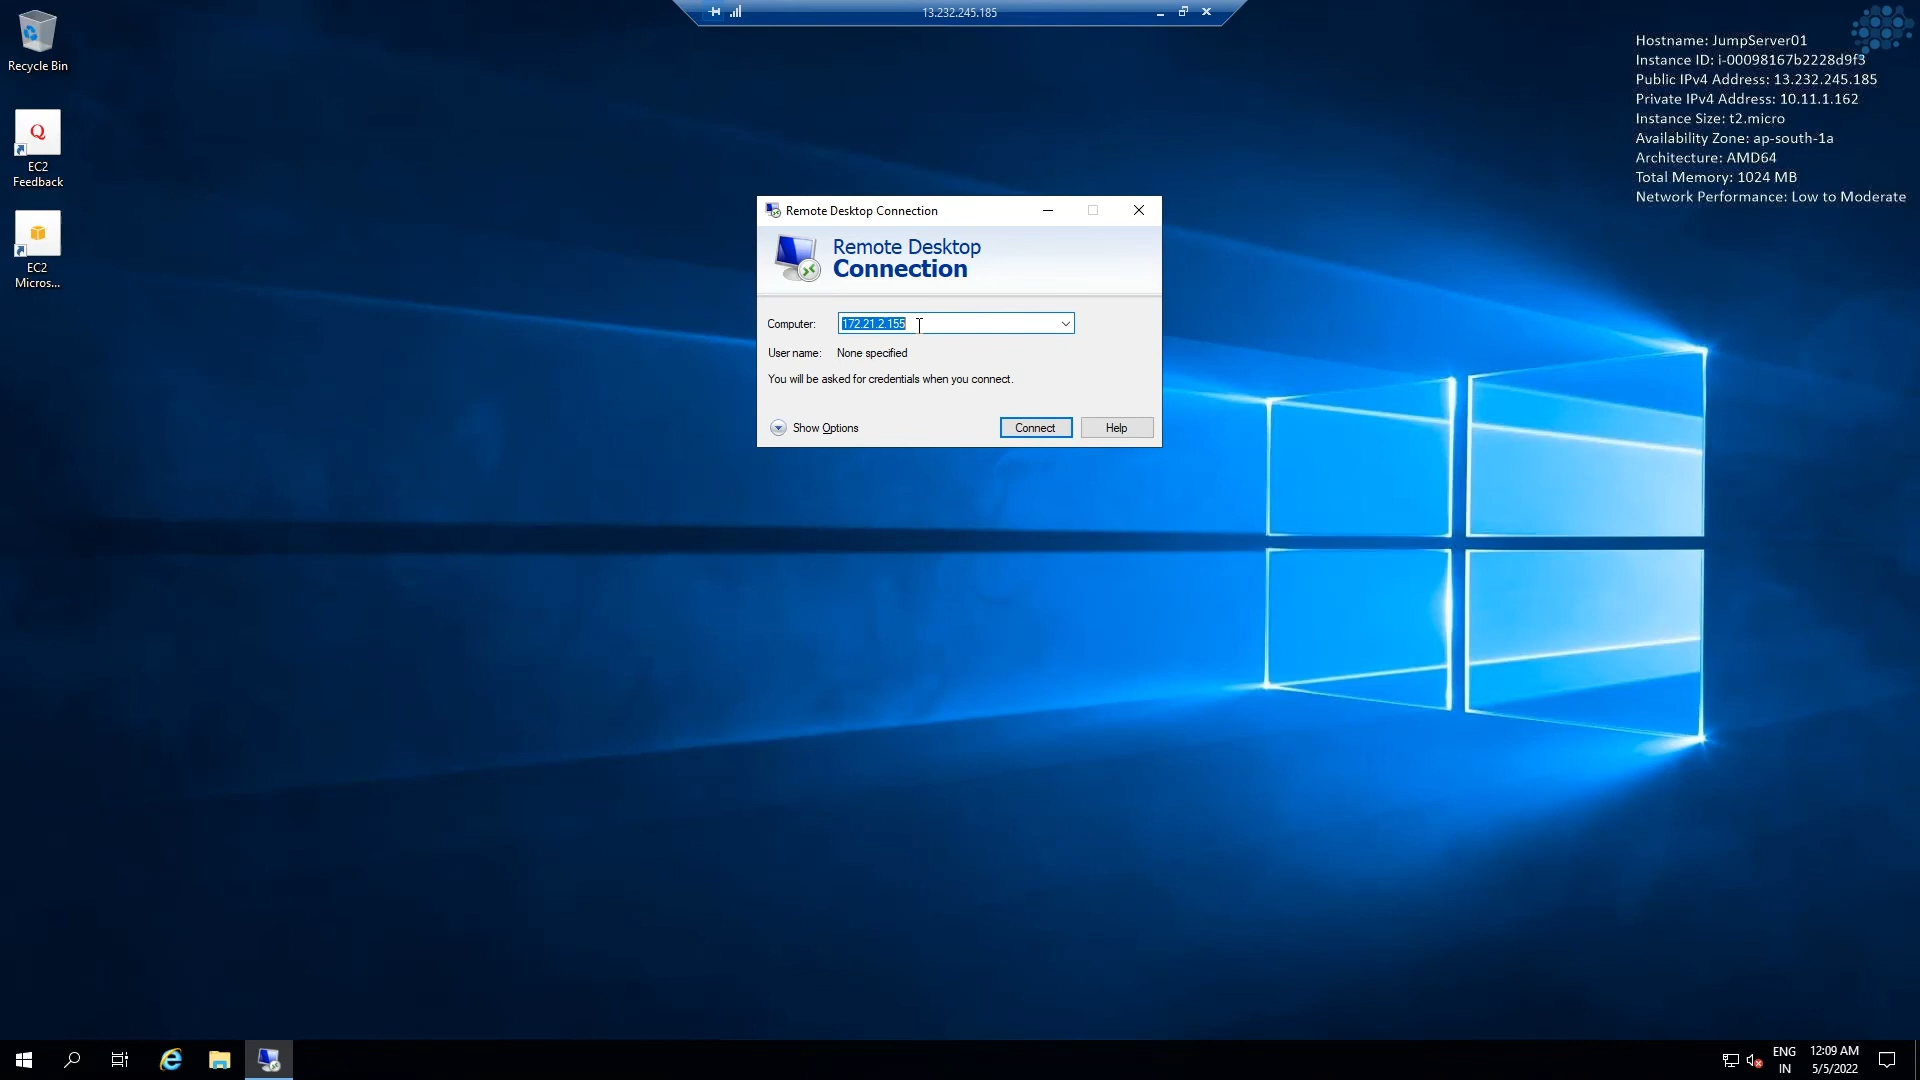 13.232.245.185
Recycle Bin
Q
EC2
Feedback
EC2
Micros...
Hostname: JumpServer01
Instance ID: i-00098167b2228d9f3
Public IPv4 Address: 13.232.245.185
Private IPv4 Address: 10.11.1.162
Instance Size: t2.micro
Availability Zone: ap-south-1a
Architecture: AMD64
Total Memory: 1024 MB
Network Performance: Low to Moderate
Remote Desktop Connection
Remote Desktop
Connection
Computer: 172.21.2.155
User name: None specified
You will be asked for credentials when you connect.
Show Options Connect Help
ENG 12:09 AM
IN 5/5/2022